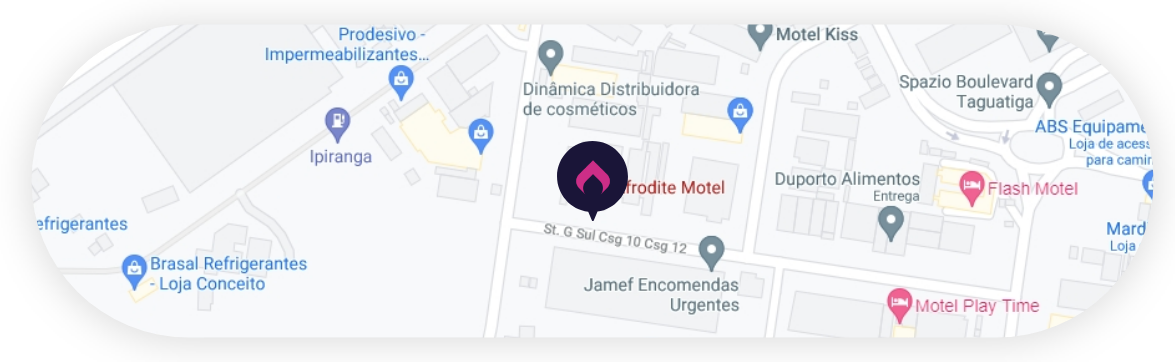 Prodesivo -
Impermeabilizantes...
Motel Kiss
Dinâmica Distribuidora
de cosméticos
Spazio Boulevard
Taguatiga
ABS Equipame
Loja de aces
para camin
Ipiranga
frodite Motel
Duporto Alimentos
Entrega
Flash Motel
efrigerantes
St. G Sul Csg 10 Csg 12
Mard
Loja
Brasal Refrigerantes
- Loja Conceito
Jamef Encomendas
Urgentes
Motel Play Time